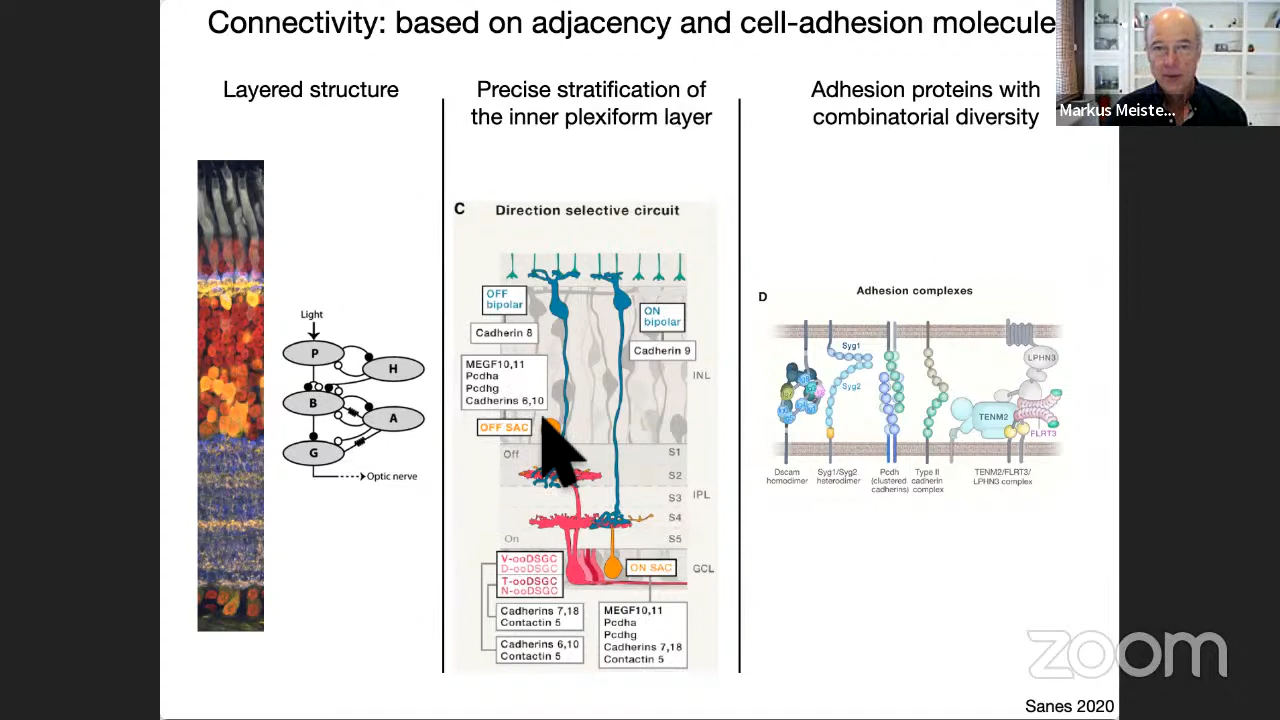 Connectivity: based on adjacency and cell-adhesion molecule
Markus Meiste...
Layered structure
Light
P
H
B
A
G
Optic nerve
Precise stratification of
the inner plexiform layer
C Direction selective circuit
OFF
bipolar
ON
bipolar
Cadherin 8
Cadherin 9
MEGF10,11
Pcdha
Pcdhg
Cadherins 6,10
INL
OFF SAC
Off
S1
S2
S3
IPL
S4
On
S5
V-ooDSGC
D-ooDSGC
T-ooDSGC
N-ooDSGC
ON SAC
GCL
Cadherins 7,18
Contactin 5
Cadherins 6,10
Contactin 5
MEGF10,11
Pcdha
Pcdhg
Cadherins 7,18
Contactin 5
Adhesion proteins with
combinatorial diversity
D
Adhesion complexes
Syg1
Syg2
LPHN3
TENM2
FLRT3
Dscam
homodimer
Syg1/Syg2
heterodimer
Pcdh
(clustered
cadherins)
Type II
cadherin
complex
TENM2/FLRT3/
LPHN3 complex
zoom
Sanes 2020